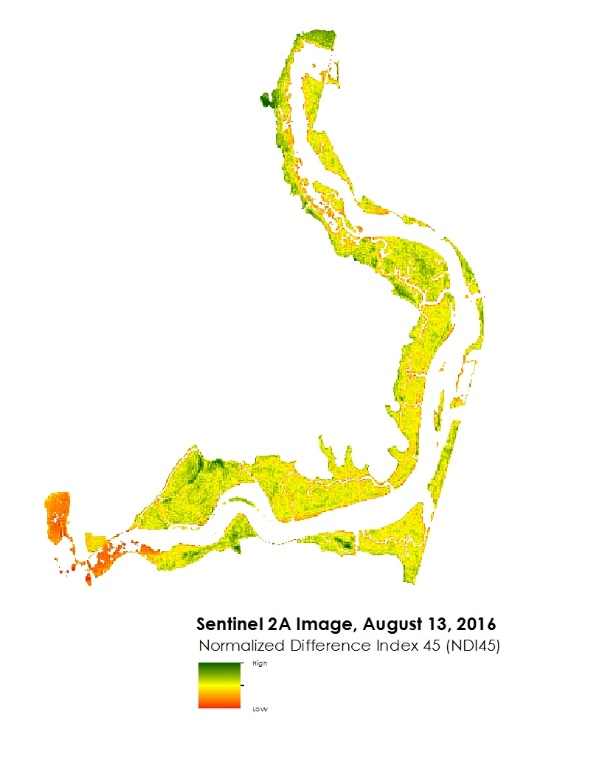 Sentinel 2A Image, August 13, 2016
Normalized Difference Index 45 (NDI45)
High
Low